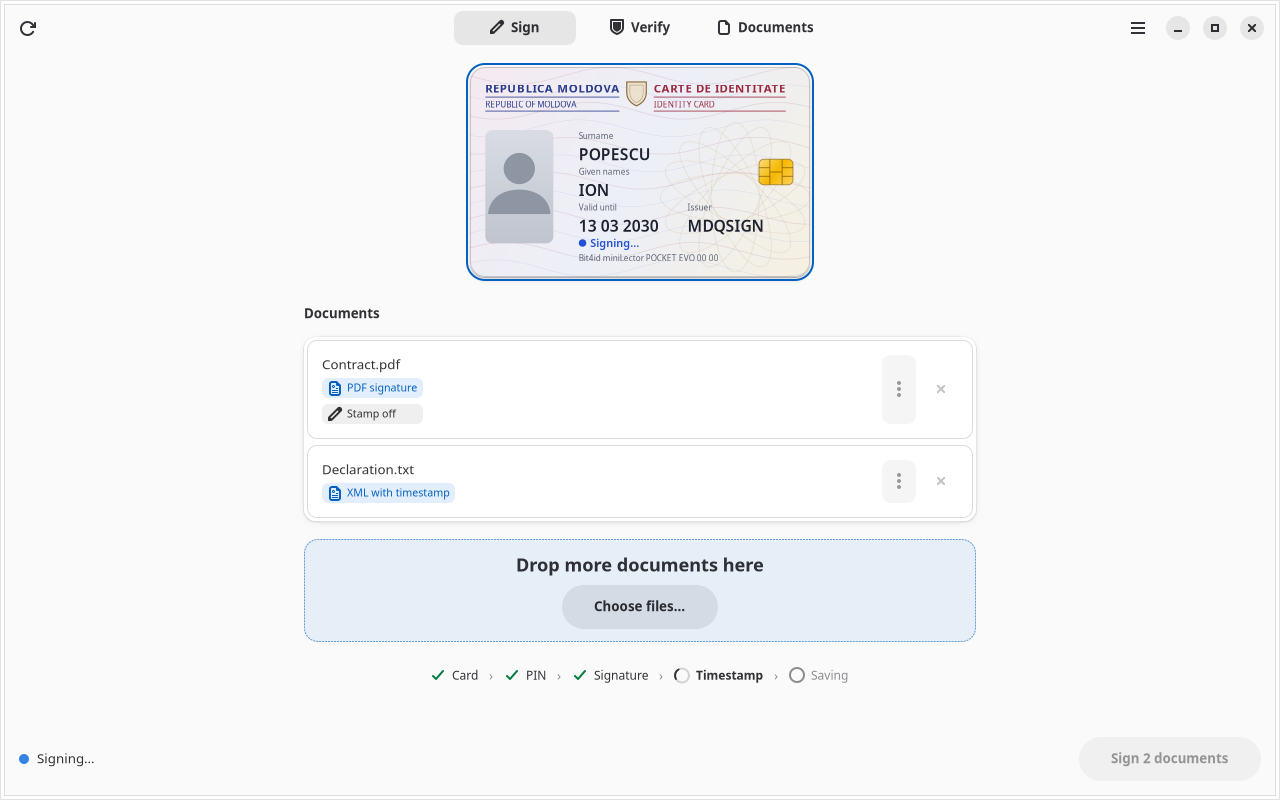 Sign
Verify
Documents
REPUBLICA MOLDOVA
CARTE DE IDENTITATE
REPUBLIC OF MOLDOVA
IDENTITY CARD
Surname
POPESCU
Given names
ION
Valid until
Issuer
13 03 2030
MDQSIGN
Signing...
Bit4id miniLector POCKET EVO 00 00
Documents
Contract.pdf
PDF signature
Stamp off
Declaration.txt
XML with timestamp
Drop more documents here
Choose files...
Card › PIN › Signature › Timestamp › Saving
Signing...
Sign 2 documents